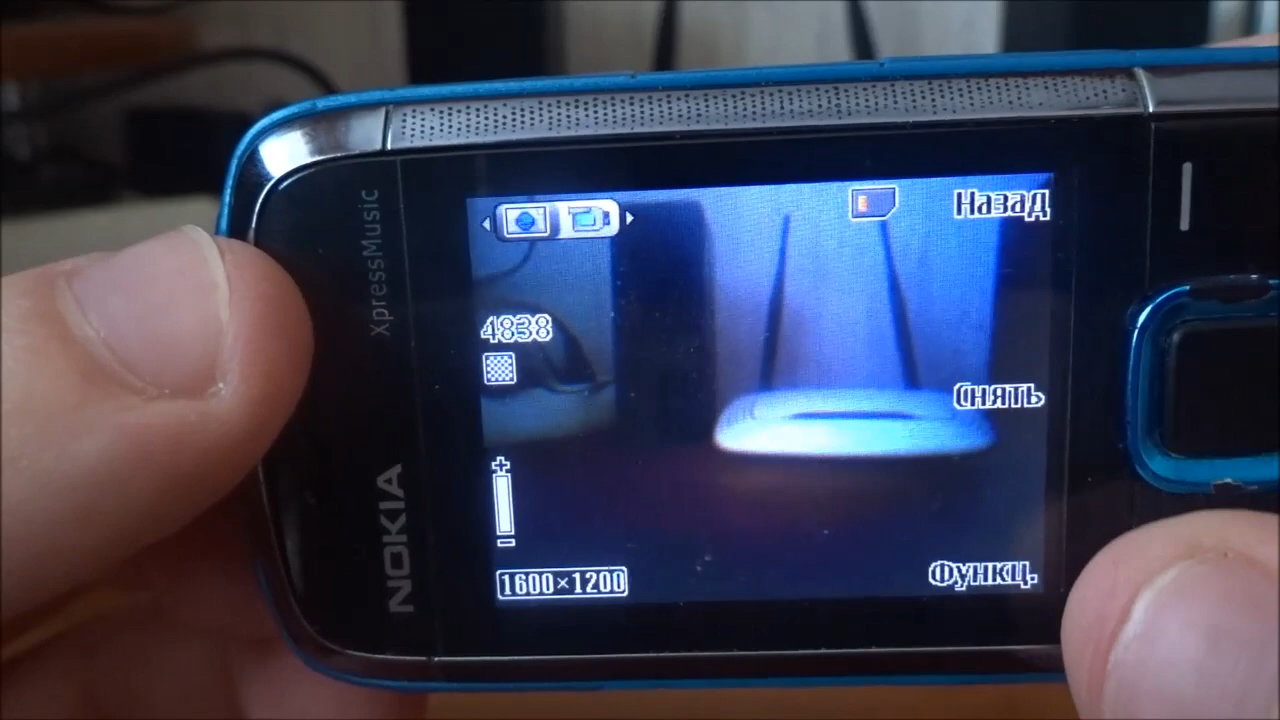 XpressMusic
NOKIA
Назад
4838
Снять
1600×1200
Функц.